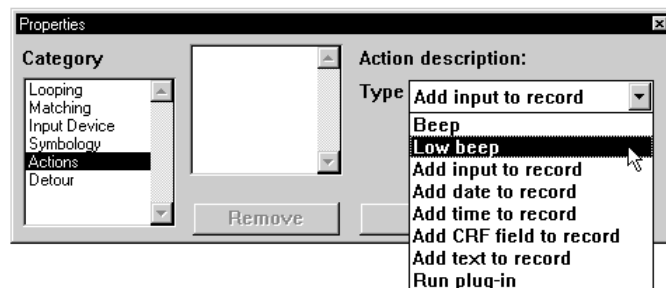 Properties
Category
Looping
Matching
Input Device
Symbology
Actions
Detour
Remove
Action description:
Type Add input to record
Beep
Low beep
Add input to record
Add date to record
Add time to record
Add CRF field to record
Add text to record
Run plug-in